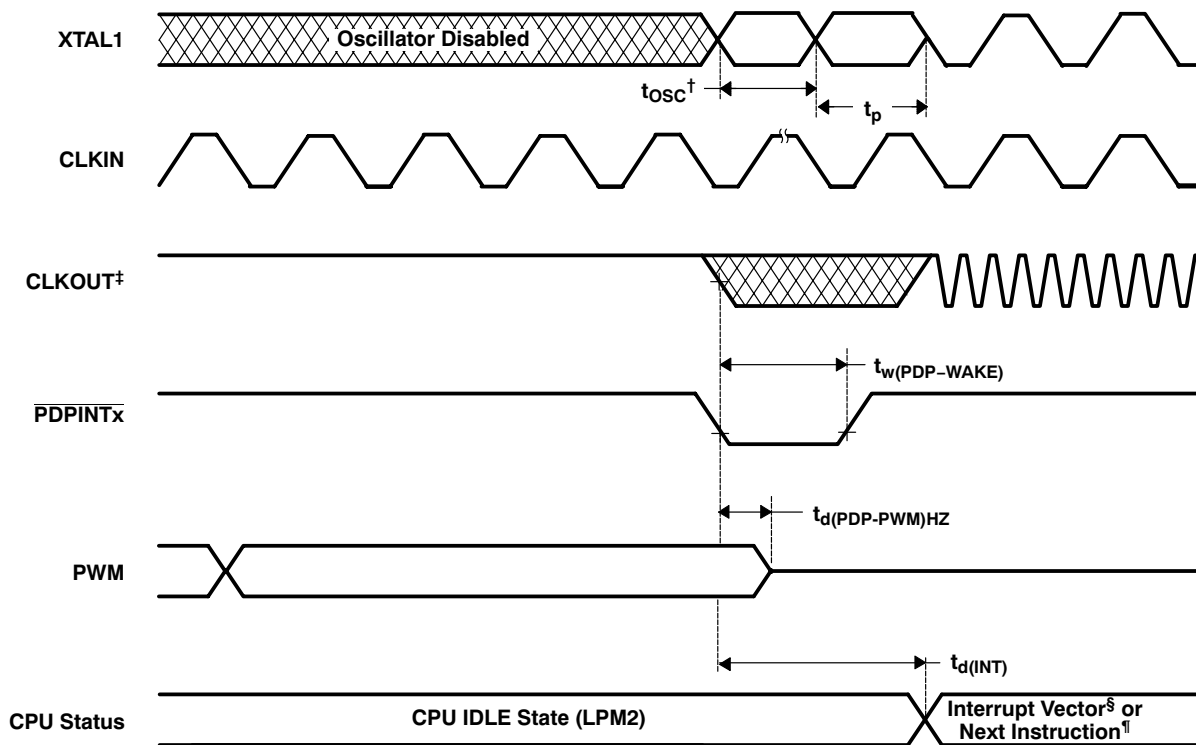 XTAL1
Oscillator Disabled
tOSC†
tp
CLKIN
CLKOUT‡
tw(PDP–WAKE)
PDPINTx
td(PDP-PWM)HZ
PWM
td(INT)
CPU Status
CPU IDLE State (LPM2)
Interrupt Vector§ or
Next Instruction¶